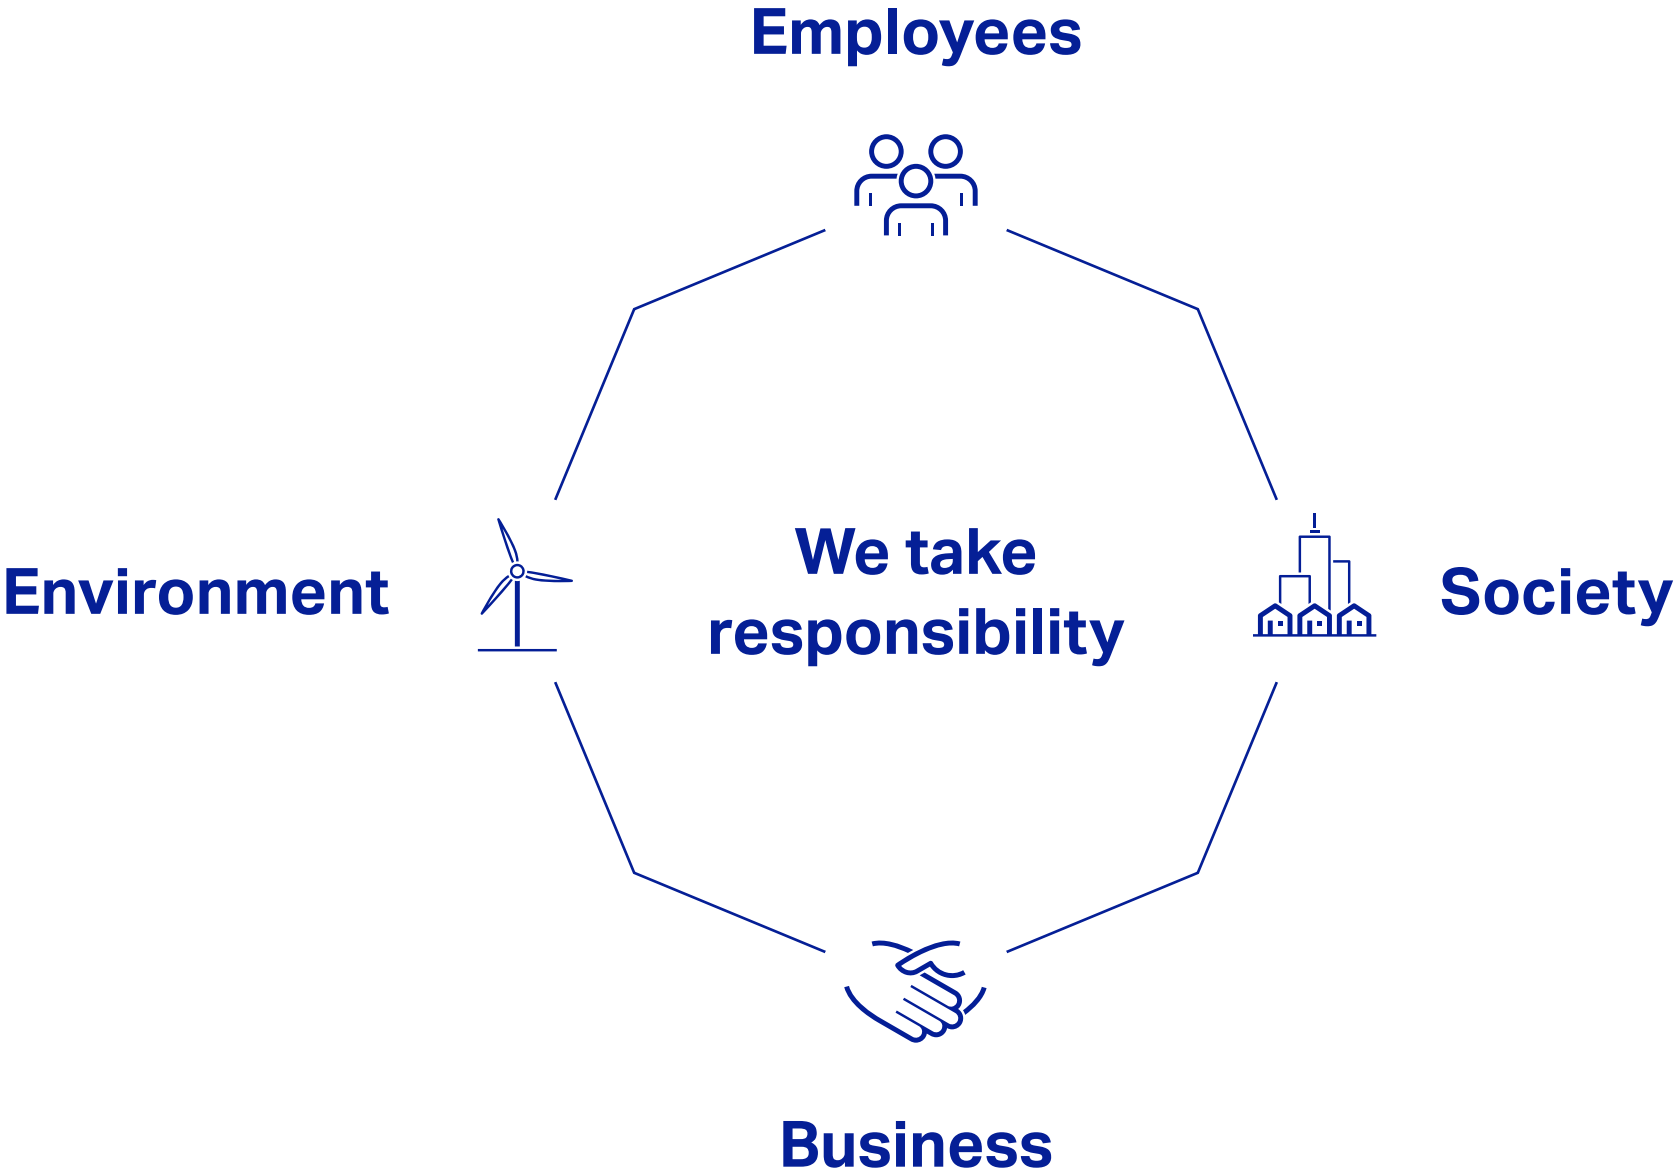 Employees
Environment
We take
responsibility
Society
Business